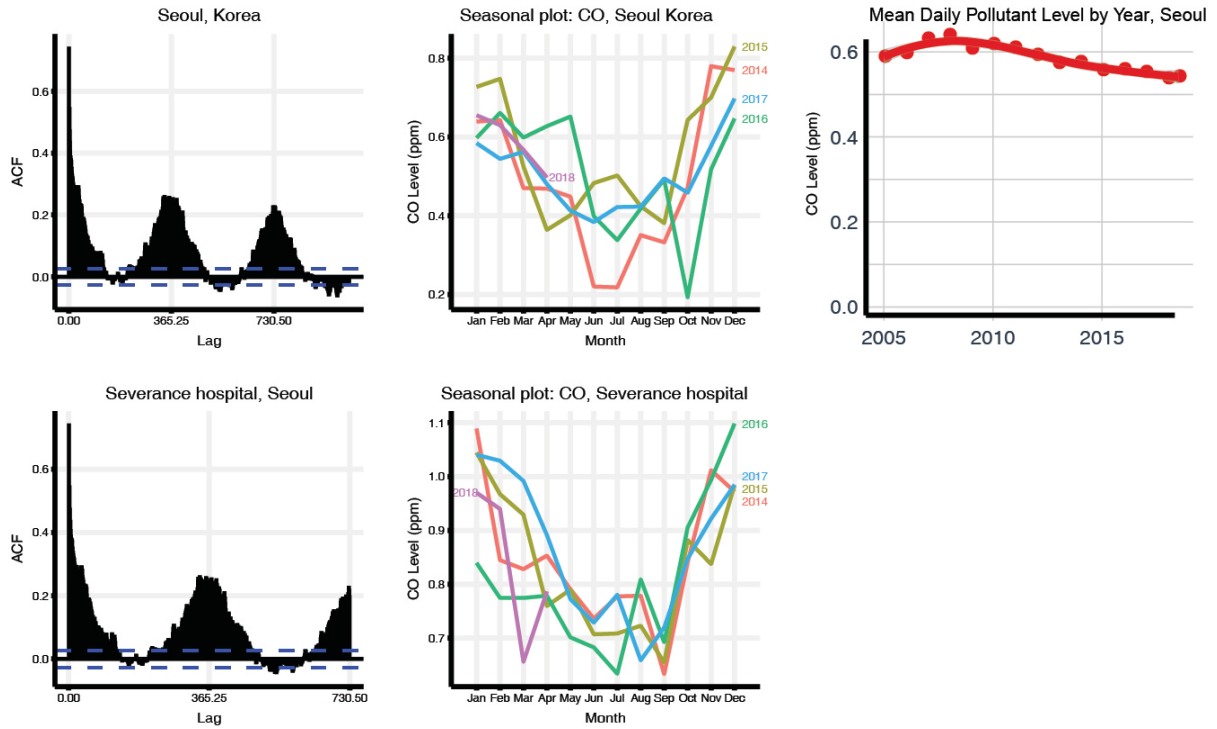 Seoul, Korea
ACF
0.6
0.4
0.2
0.0
0.00 365.25 730.50
Lag
Seasonal plot: CO, Seoul Korea
CO Level (ppm)
0.8
0.6
0.4
0.2
2015
2014
2017
2016
2018
Jan Feb Mar Apr May Jun Jul Aug Sep Oct Nov Dec
Month
Mean Daily Pollutant Level by Year, Seoul
CO Level (ppm)
0.6
0.4
0.2
0.0
2005 2010 2015
Severance hospital, Seoul
ACF
0.6
0.4
0.2
0.0
0.00 365.25 730.50
Lag
Seasonal plot: CO, Severance hospital
CO Level (ppm)
1.1
1.0
0.9
0.8
0.7
2016
2017
2015
2014
2018
Jan Feb Mar Apr May Jun Jul Aug Sep Oct Nov Dec
Month